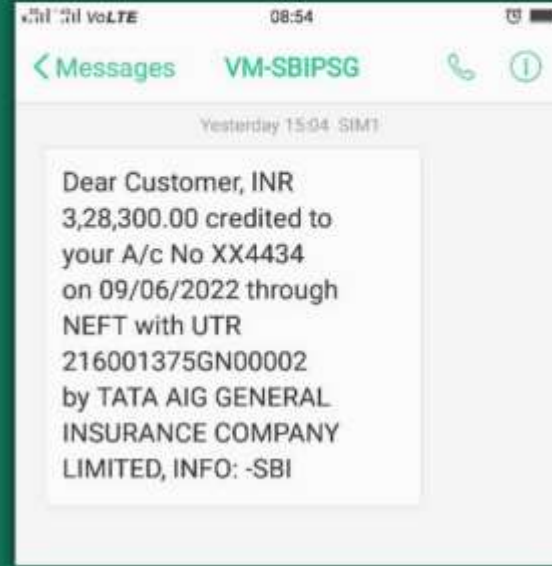 VoLTE 08:54
Messages VM-SBIPSG
Yesterday 15:04 SIM1
Dear Customer, INR
3,28,300.00 credited to
your A/c No XX4434
on 09/06/2022 through
NEFT with UTR
216001375GN00002
by TATA AIG GENERAL
INSURANCE COMPANY
LIMITED, INFO: -SBI